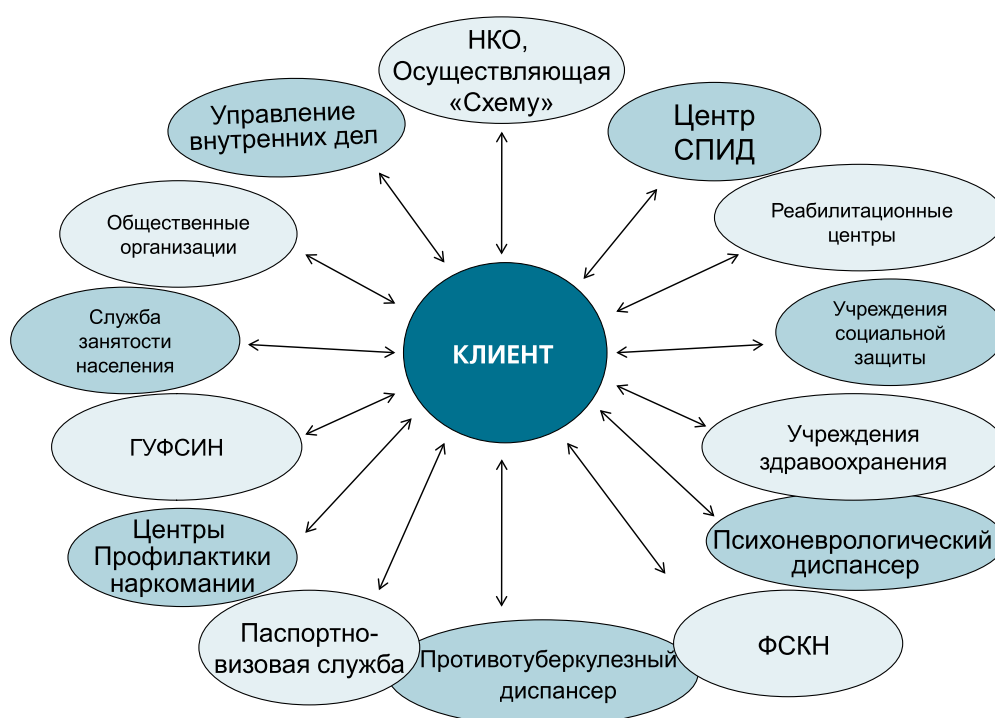 НКО,
Осуществляющая
«Схему»
Управление
внутренних дел
Центр
СПИД
Общественные
организации
Реабилитационные
центры
Служба
занятости
населения
КЛИЕНТ
Учреждения
социальной
защиты
ГУФСИН
Учреждения
здравоохранения
Центры
Профилактики
наркомании
Психоневрологический
диспансер
Паспортно-
визовая служба
Противотуберкулезный
диспансер
ФСКН